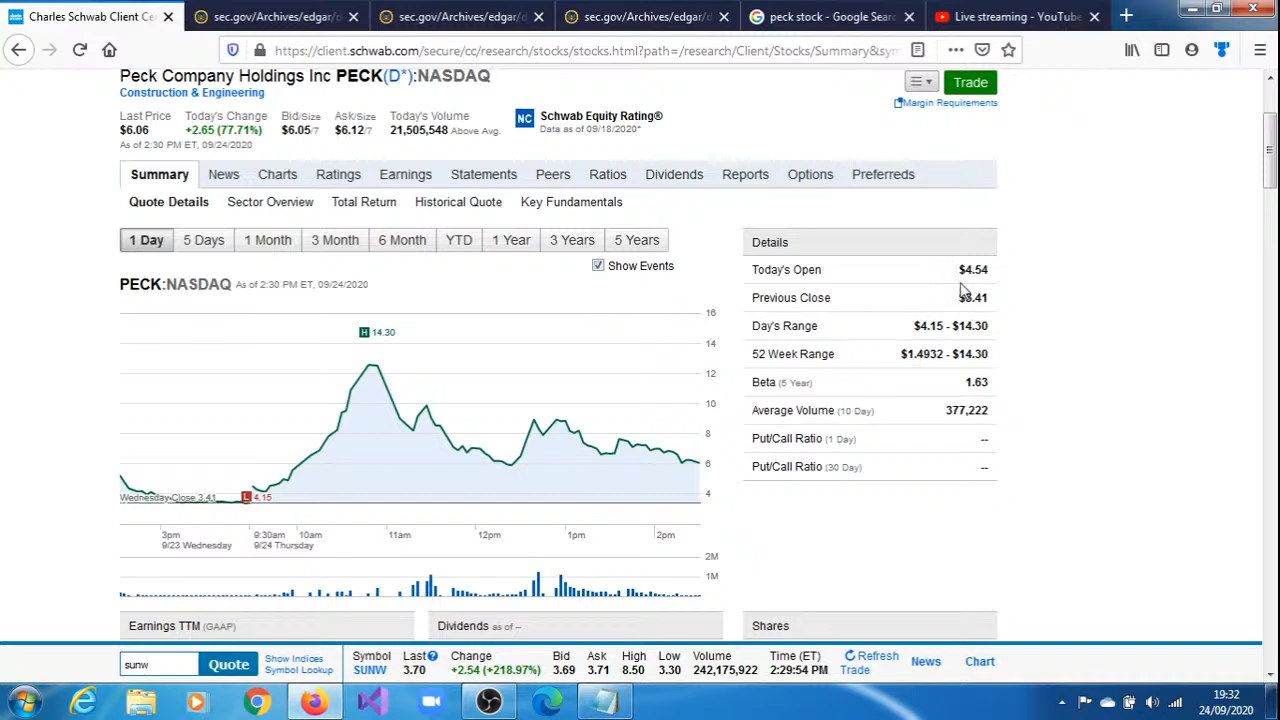 Charles Schwab Client Ce
sec.gov/Archives/edgar/d
sec.gov/Archives/edgar/d
sec.gov/Archives/edgar/d
peck stock - Google Searc
Live streaming - YouTube
https://client.schwab.com/secure/cc/research/stocks/stocks.html?path=/research/Client/Stocks/Summary&sym
Peck Company Holdings Inc PECK(D*):NASDAQ
Trade
Construction & Engineering
Margin Requirements
Last Price Today's Change Bid/Size Ask/Size Today's Volume
$6.06 +2.65 (77.71%) $6.05/7 $6.12/7 21,505,548 Above Avg.
As of 2:30 PM ET, 09/24/2020
NC Schwab Equity Rating®
Data as of 09/18/2020*
Summary News Charts Ratings Earnings Statements Peers Ratios Dividends Reports Options Preferreds
Quote Details Sector Overview Total Return Historical Quote Key Fundamentals
1 Day 5 Days 1 Month 3 Month 6 Month YTD 1 Year 3 Years 5 Years
Show Events
PECK:NASDAQ As of 2:30 PM ET, 09/24/2020
16
14
12
10
8
6
4
H 14.30
Wednesday Close 3.41
L 4.15
3pm 9:30am 10am 11am 12pm 1pm 2pm
9/23 Wednesday 9/24 Thursday
2M
1M
Details
Today's Open $4.54
Previous Close $3.41
Day's Range $4.15 - $14.30
52 Week Range $1.4932 - $14.30
Beta (5 Year) 1.63
Average Volume (10 Day) 377,222
Put/Call Ratio (1 Day) --
Put/Call Ratio (30 Day) --
Earnings TTM (GAAP)
Dividends as of --
Shares
sunw Quote
Show Indices
Symbol Lookup
Symbol Last Change Bid Ask High Low Volume Time (ET) Refresh
SUNW 3.70 +2.54 (+218.97%) 3.69 3.71 8.50 3.30 242,175,922 2:29:54 PM Trade
News Chart
19:32
24/09/2020